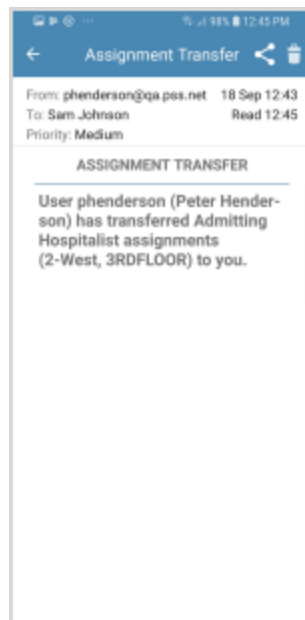 98% 12:45 PM
Assignment Transfer
From: phenderson@qa.pss.net 18 Sep 12:43
To: Sam Johnson Read 12:45
Priority: Medium
ASSIGNMENT TRANSFER
User phenderson (Peter Hender-
son) has transferred Admitting
Hospitalist assignments
(2-West, 3RDFLOOR) to you.